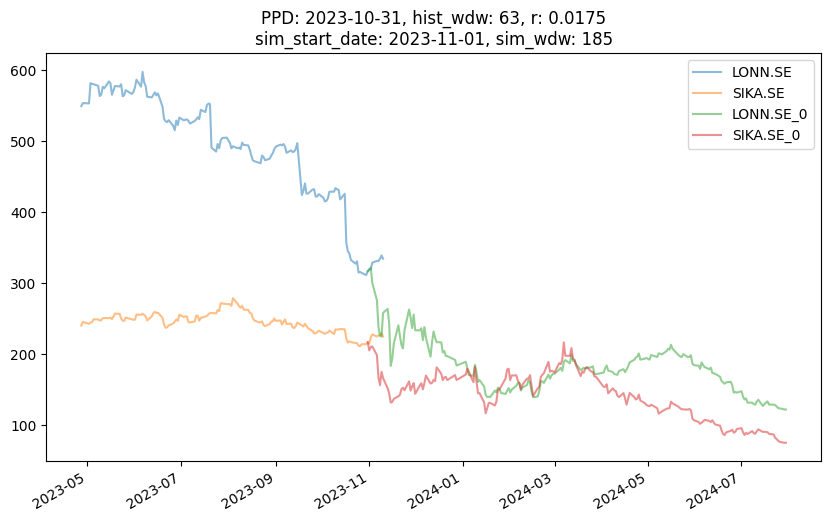 PPD: 2023-10-31, hist_wdw: 63, r: 0.0175
sim_start_date: 2023-11-01, sim_wdw: 185
LONN.SE
SIKA.SE
LONN.SE_0
SIKA.SE_0
600
500
400
300
200
100
2023-05
2023-07
2023-09
2023-11
2024-01
2024-03
2024-05
2024-07